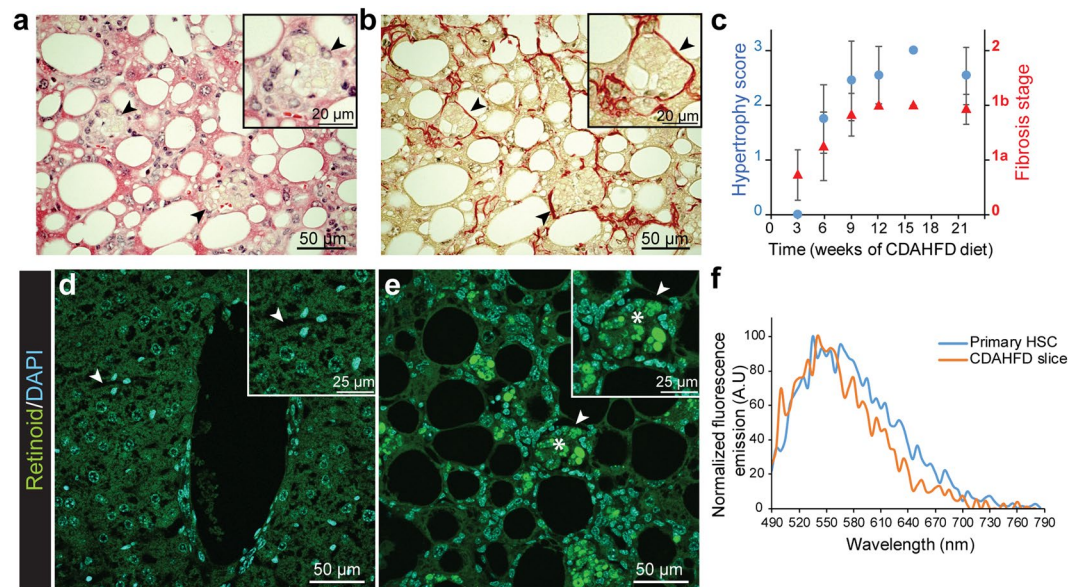 a
20 µm
50 µm
b
20 µm
50 µm
c
Hypertrophy score
3
2
1
0
0 3 6 9 12 15 18 21
Time (weeks of CDAHFD diet)
2
1b
1a
0
Fibrosis stage
Retinoid/DAPI
d
25 µm
50 µm
e
*
*
25 µm
50 µm
f
Normalized fluorescence
emission (A.U)
100
80
60
40
20
0
490 520 550 580 610 640 670 700 730 760 790
Wavelength (nm)
Primary HSC
CDAHFD slice